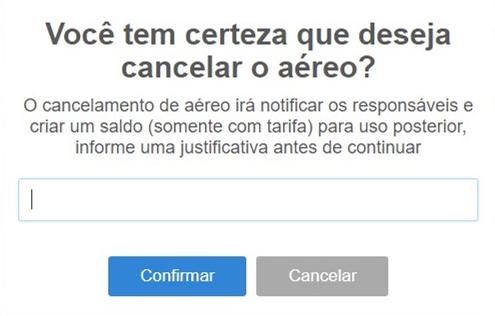 Você tem certeza que deseja
cancelar o aéreo?
O cancelamento de aéreo irá notificar os responsáveis e
criar um saldo (somente com tarifa) para uso posterior,
informe uma justificativa antes de continuar
Confirmar
Cancelar